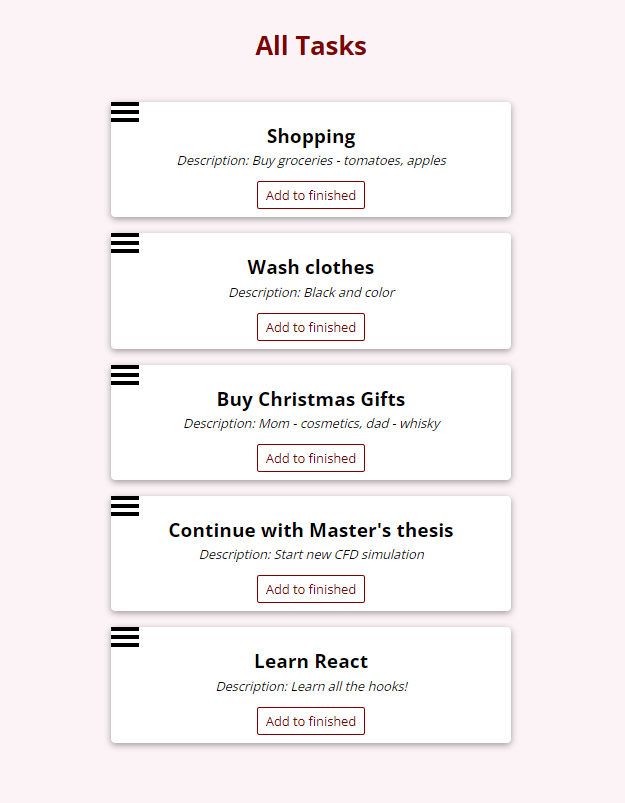 All Tasks
Shopping
Description: Buy groceries - tomatoes, apples
Add to finished
Wash clothes
Description: Black and color
Add to finished
Buy Christmas Gifts
Description: Mom - cosmetics, dad - whisky
Add to finished
Continue with Master's thesis
Description: Start new CFD simulation
Add to finished
Learn React
Description: Learn all the hooks!
Add to finished